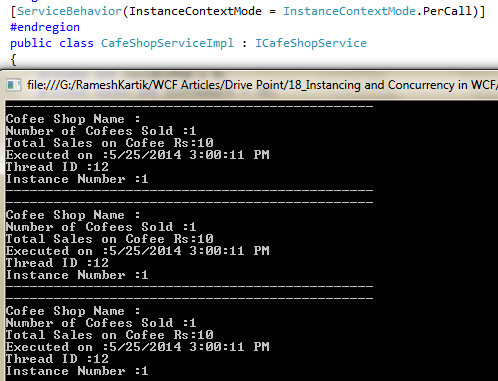 [ServiceBehavior(InstanceContextMode = InstanceContextMode.PerCall)]
#endregion
public class CafeShopServiceImpl : ICafeShopService
{
file:///G:/RameshKartik/WCF Articles/Drive Point/18_Instancing and Concurrency in WCF/
----------------------------------------------
Cofee Shop Name :
Number of Cofees Sold :1
Total Sales on Cofee Rs:10
Executed on :5/25/2014 3:00:11 PM
Thread ID :12
Instance Number :1
----------------------------------------------
----------------------------------------------
Cofee Shop Name :
Number of Cofees Sold :1
Total Sales on Cofee Rs:10
Executed on :5/25/2014 3:00:11 PM
Thread ID :12
Instance Number :1
----------------------------------------------
----------------------------------------------
Cofee Shop Name :
Number of Cofees Sold :1
Total Sales on Cofee Rs:10
Executed on :5/25/2014 3:00:11 PM
Thread ID :12
Instance Number :1